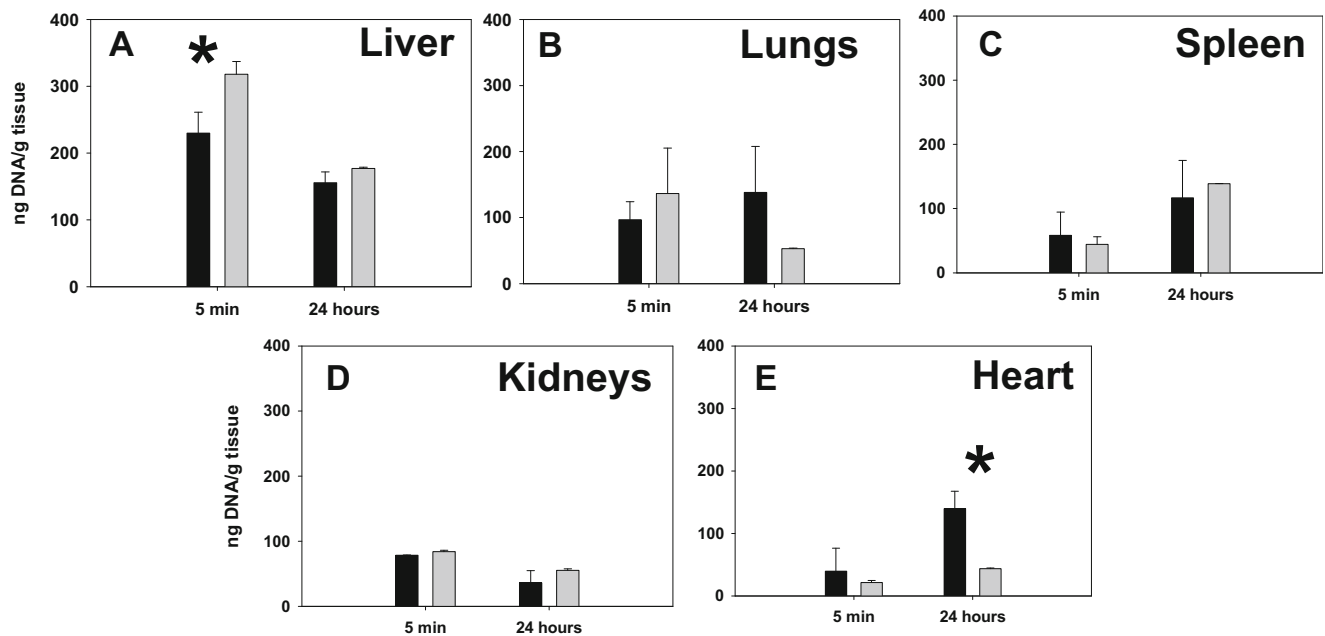 A
*
Liver
ng DNA/g tissue
400
300
200
100
0
5 min
24 hours
B
Lungs
400
300
200
100
0
5 min
24 hours
C
Spleen
400
300
200
100
0
5 min
24 hours
D
Kidneys
ng DNA/g tissue
400
300
200
100
0
5 min
24 hours
E
Heart
*
400
300
200
100
0
5 min
24 hours